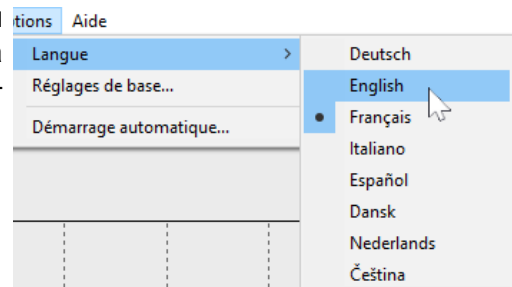 tions Aide
Langue
Réglages de base...
Démarrage automatique...
Deutsch
English
Français
Italiano
Español
Dansk
Nederlands
Čeština